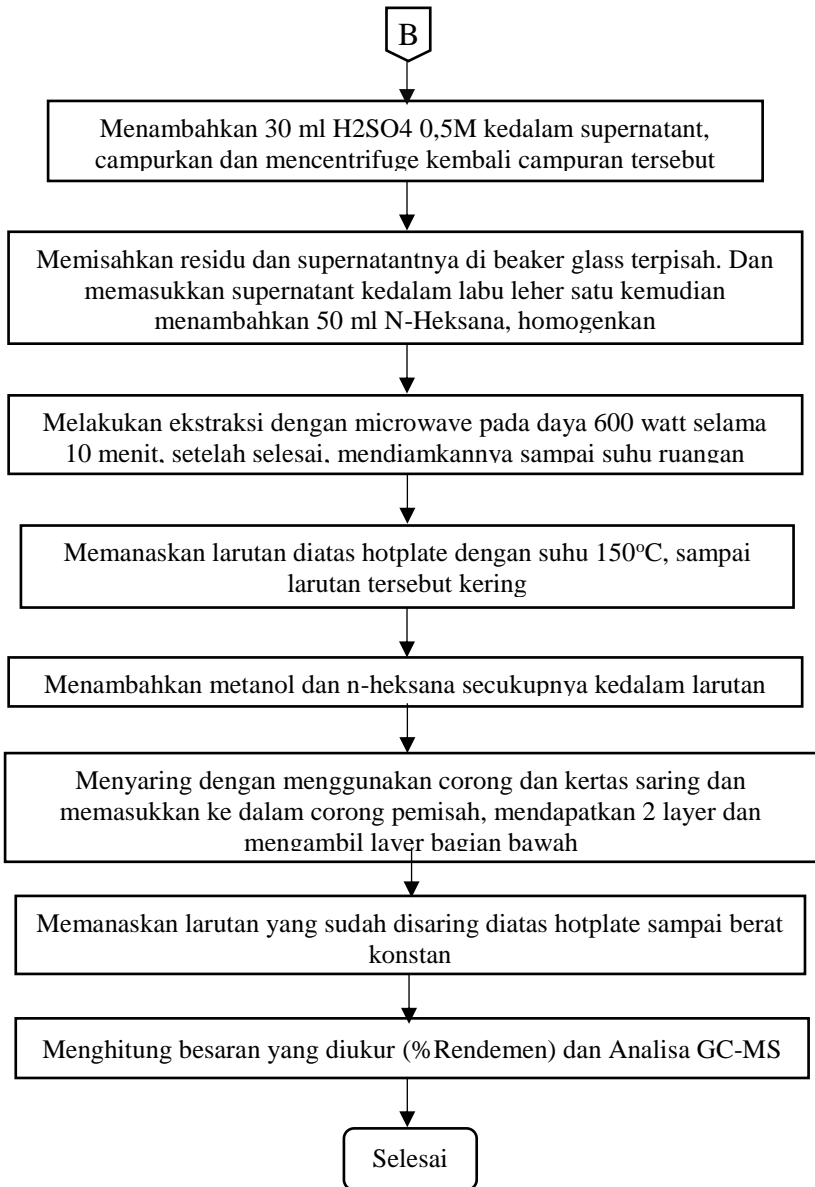 B
Menambahkan 30 ml H2SO4 0,5M kedalam supernatant,
campurkan dan mencentrifuge kembali campuran tersebut
Memisahkan residu dan supernatantnya di beaker glass terpisah. Dan
memasukkan supernatant kedalam labu leher satu kemudian
menambahkan 50 ml N-Heksana, homogenkan
Melakukan ekstraksi dengan microwave pada daya 600 watt selama
10 menit, setelah selesai, mendiamkannya sampai suhu ruangan
Memanaskan larutan diatas hotplate dengan suhu 150°C, sampai
larutan tersebut kering
Menambahkan metanol dan n-heksana secukupnya kedalam larutan
Menyaring dengan menggunakan corong dan kertas saring dan
memasukkan ke dalam corong pemisah, mendapatkan 2 layer dan
mengambil layer bagian bawah
Memanaskan larutan yang sudah disaring diatas hotplate sampai berat
konstan
Menghitung besaran yang diukur (%Rendemen) dan Analisa GC-MS
Selesai